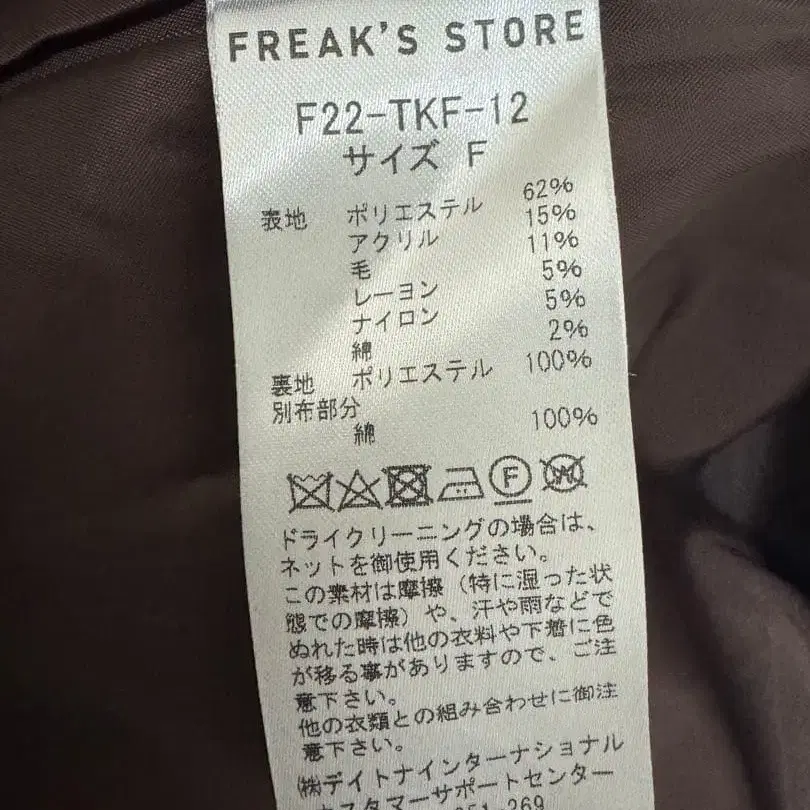 FREAK'S STORE
F22-TKF-12
サイズ F
表地 ポリエステル 62%
アクリル 15%
毛 11%
レーヨン 5%
ナイロン 5%
綿 2%
裏地 ポリエステル 100%
別布部分
綿 100%
F W
ドライクリーニングの場合は、
ネットを御使用ください。
この素材は摩擦(特に湿った状
態での摩擦)や、汗や雨などで
ぬれた時は他の衣料や下着に色
が移る事がありますので、ご注
意下さい。
他の衣類との組み合わせに御注
意下さい。
㈱デイトナインターナショナル
カスタマーサポートセンター